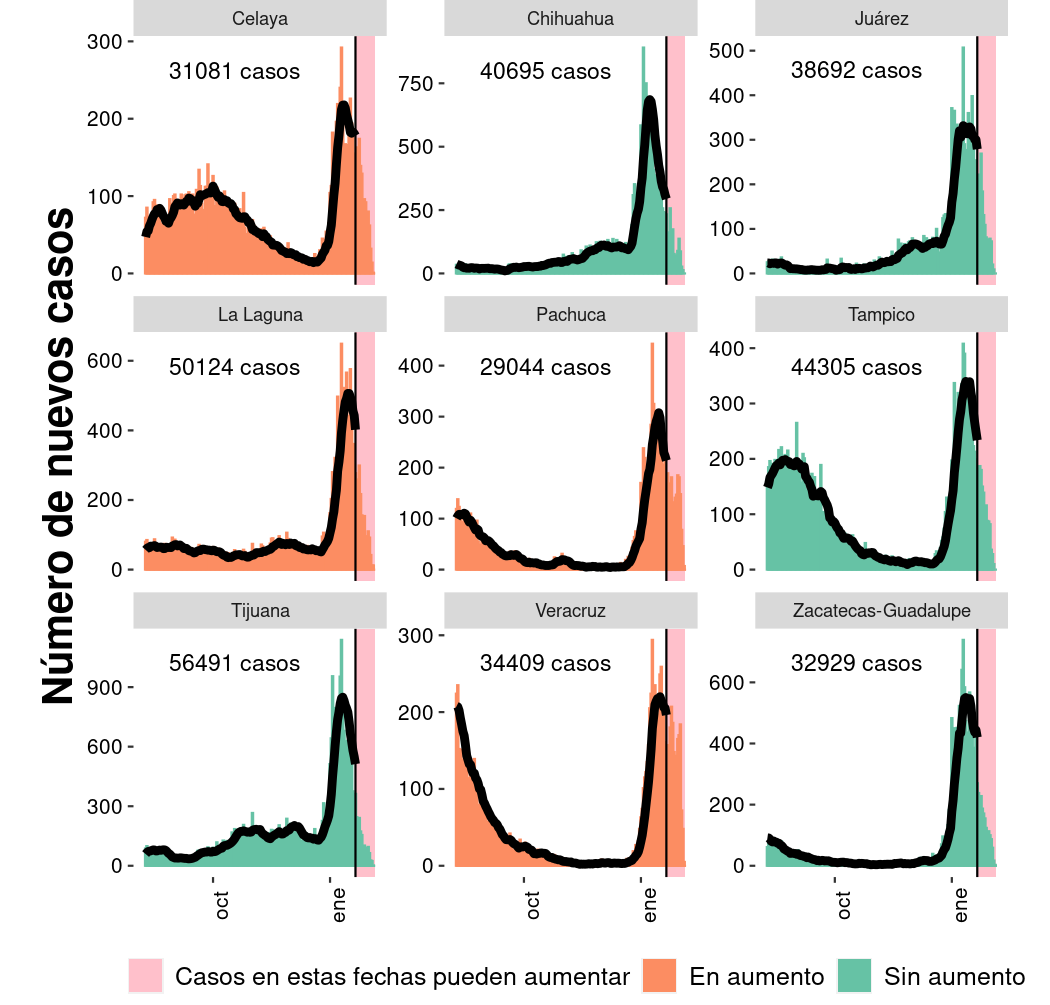 Número de nuevos casos
Celaya
Chihuahua
Juárez
31081 casos
40695 casos
38692 casos
300
200
100
0
750
500
250
0
500
400
300
200
100
0
La Laguna
Pachuca
Tampico
50124 casos
29044 casos
44305 casos
600
400
200
0
400
300
200
100
0
400
300
200
100
0
Tijuana
Veracruz
Zacatecas-Guadalupe
56491 casos
34409 casos
32929 casos
900
600
300
0
300
200
100
0
600
400
200
0
oct
ene
oct
ene
oct
ene
Casos en estas fechas pueden aumentar
En aumento
Sin aumento